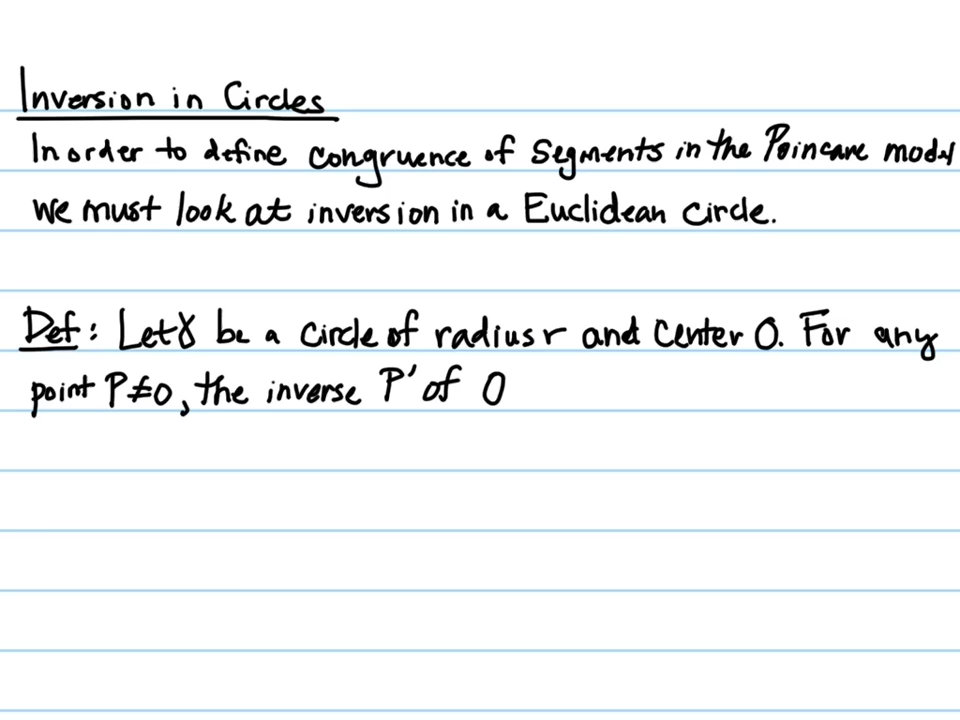 Inversion in Circles
In order to define congruence of segments in the Poincare model
we must look at inversion in a Euclidean circle.
Def: Let γ be a circle of radius r and center O. For any
point P≠O, the inverse P' of O